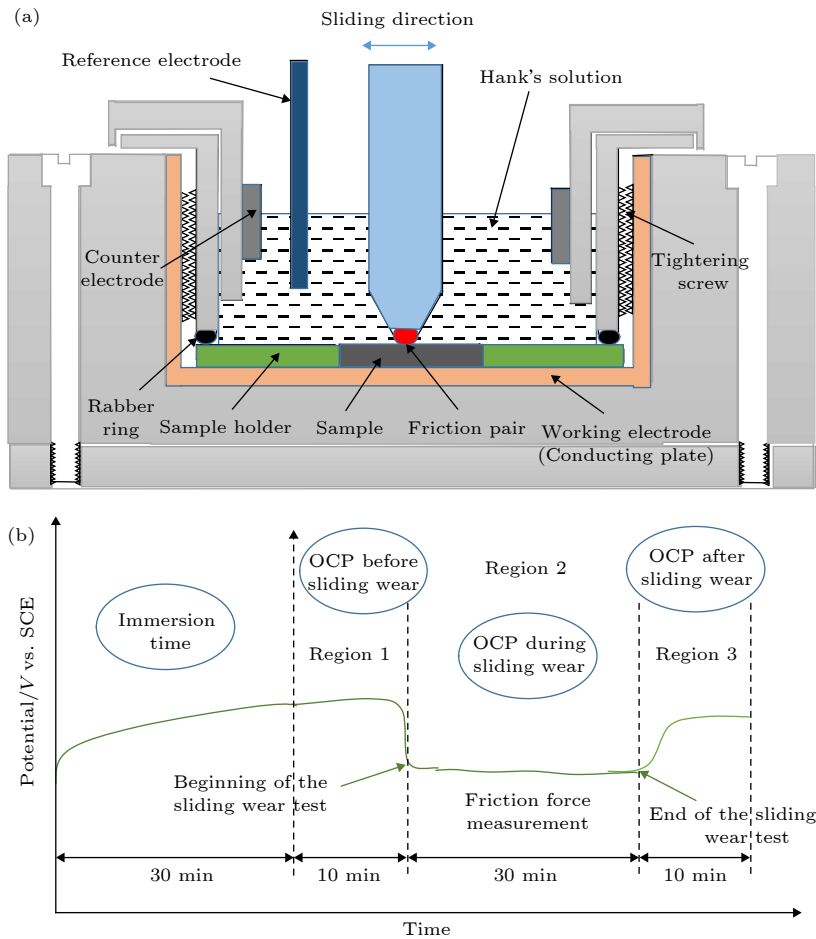 (a)
Sliding direction
Reference electrode
Hank's solution
Counter
electrode
Tightering
screw
Rabber
ring
Sample holder
Sample
Friction pair
Working electrode
(Conducting plate)
(b)
Potential/V vs. SCE
Immersion
time
OCP before
sliding wear
Region 1
Region 2
OCP during
sliding wear
OCP after
sliding wear
Region 3
Beginning of the
sliding wear test
Friction force
measurement
End of the sliding
wear test
30 min
10 min
30 min
10 min
Time